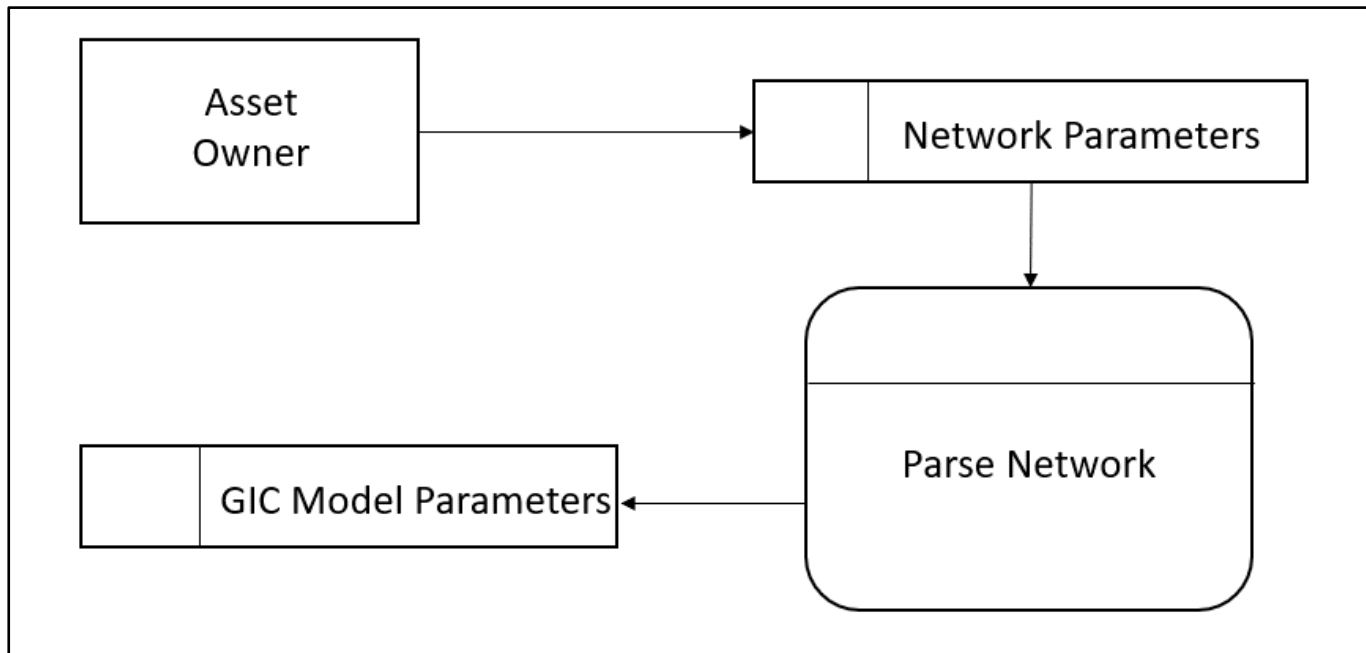 Asset
Owner
Network Parameters
Parse Network
GIC Model Parameters